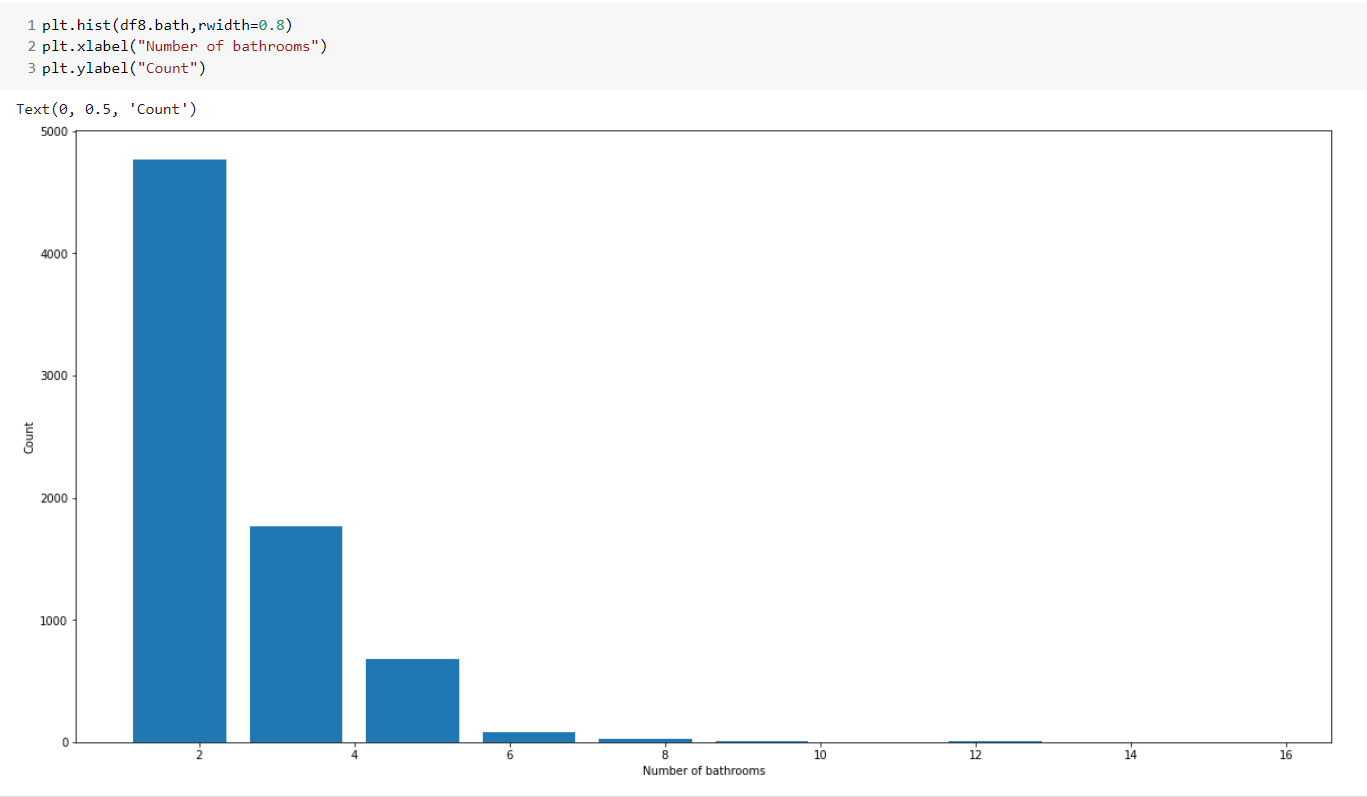 1 plt.hist(df8.bath,rwidth=0.8)
2 plt.xlabel("Number of bathrooms")
3 plt.ylabel("Count")
Text(0, 0.5, 'Count')
5000
4000
3000
2000
1000
0
Count
2 4 6 8 10 12 14 16
Number of bathrooms